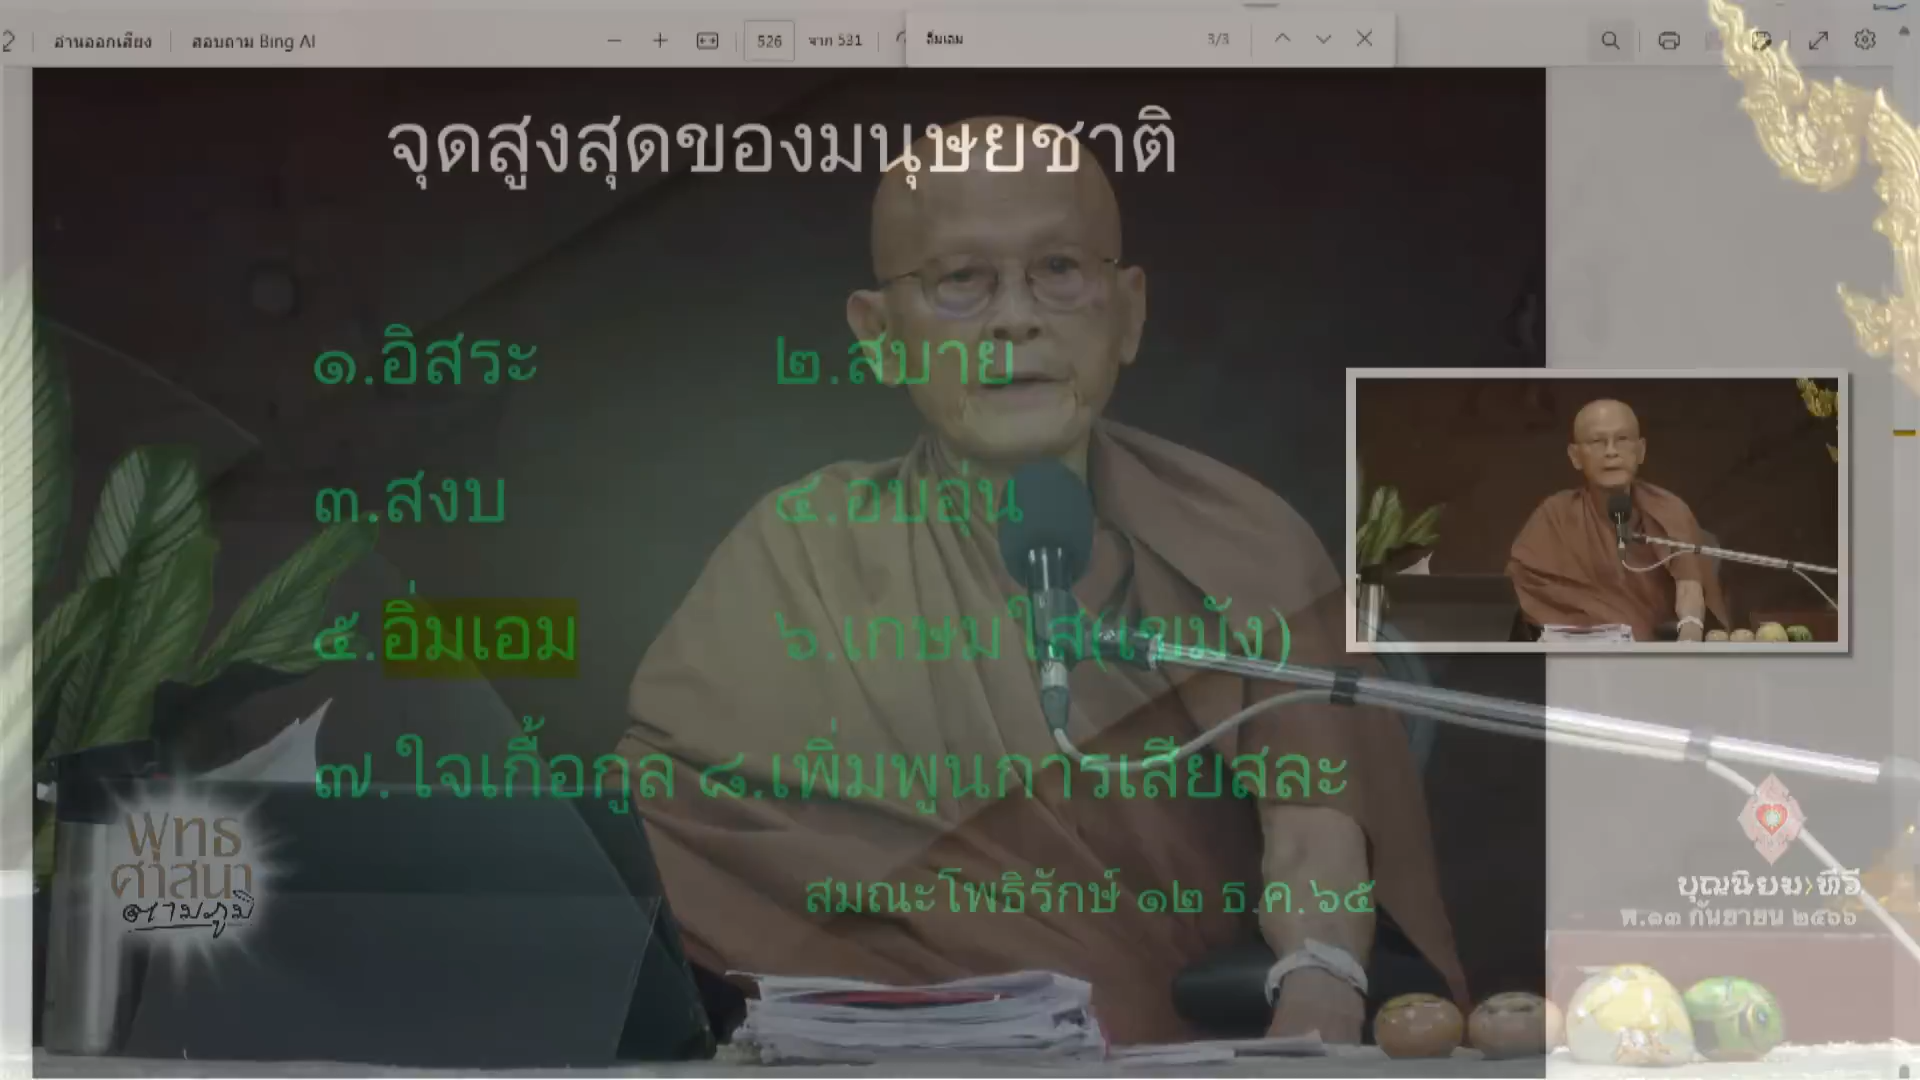 อ่านออกเสียง
สอบถาม Bing AI
526
จาก 531
อิ่มเอม
3/3
จุดสูงสุดของมนุษยชาติ
๑.อิสระ
๒.สบาย
๓.สงบ
๔.อบอุ่น
๕.อิ่มเอม
๖.เกษมใส(เขมัง)
๗.ใจเกื้อกูล ๘.เพิ่มพูนการเสียสละ
สมณะโพธิรักษ์ ๑๒ ธ.ค.๖๕
พุทธ
ศาสนา
ตามภูมิ
บุญนิยม ทีวี
พ.๑๓ กันยายน ๒๕๖๖